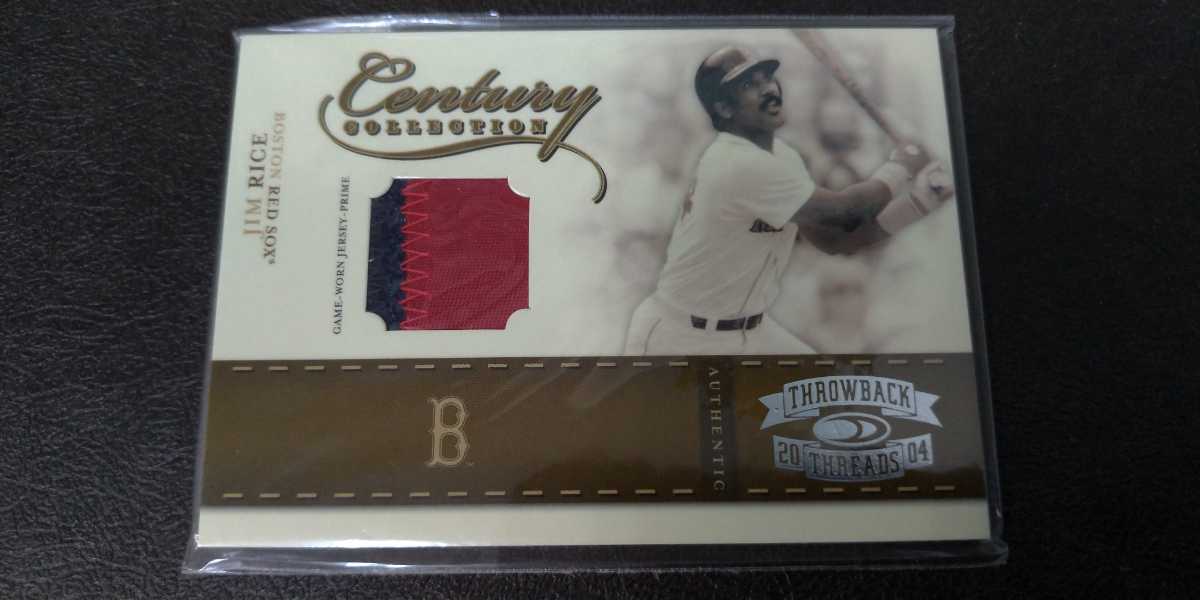 Century
COLLECTION
JIM RICE
BOSTON RED SOX
GAME-WORN JERSEY-PRIME
B
AUTHENTIC
THROWBACK
20 04
THREADS